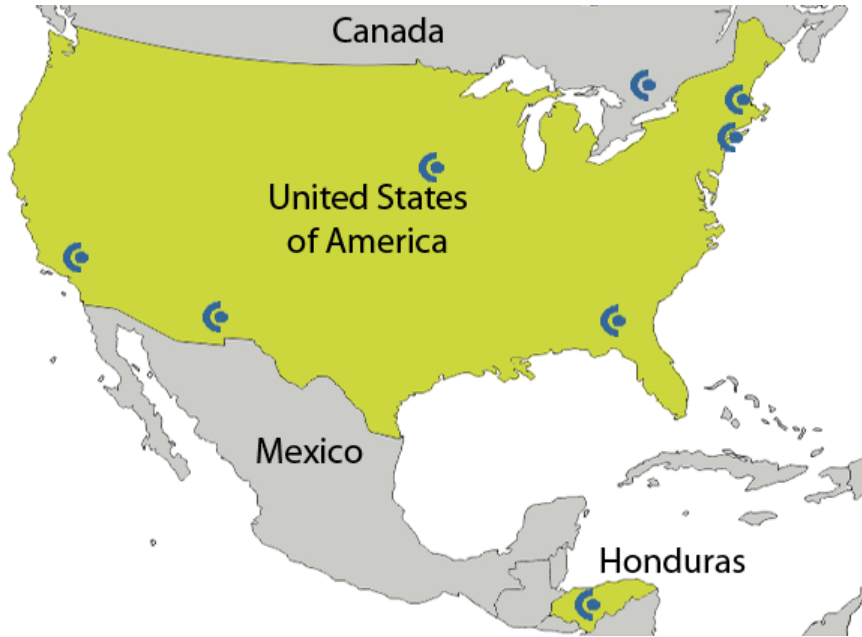 Canada
United States
of America
Mexico
Honduras